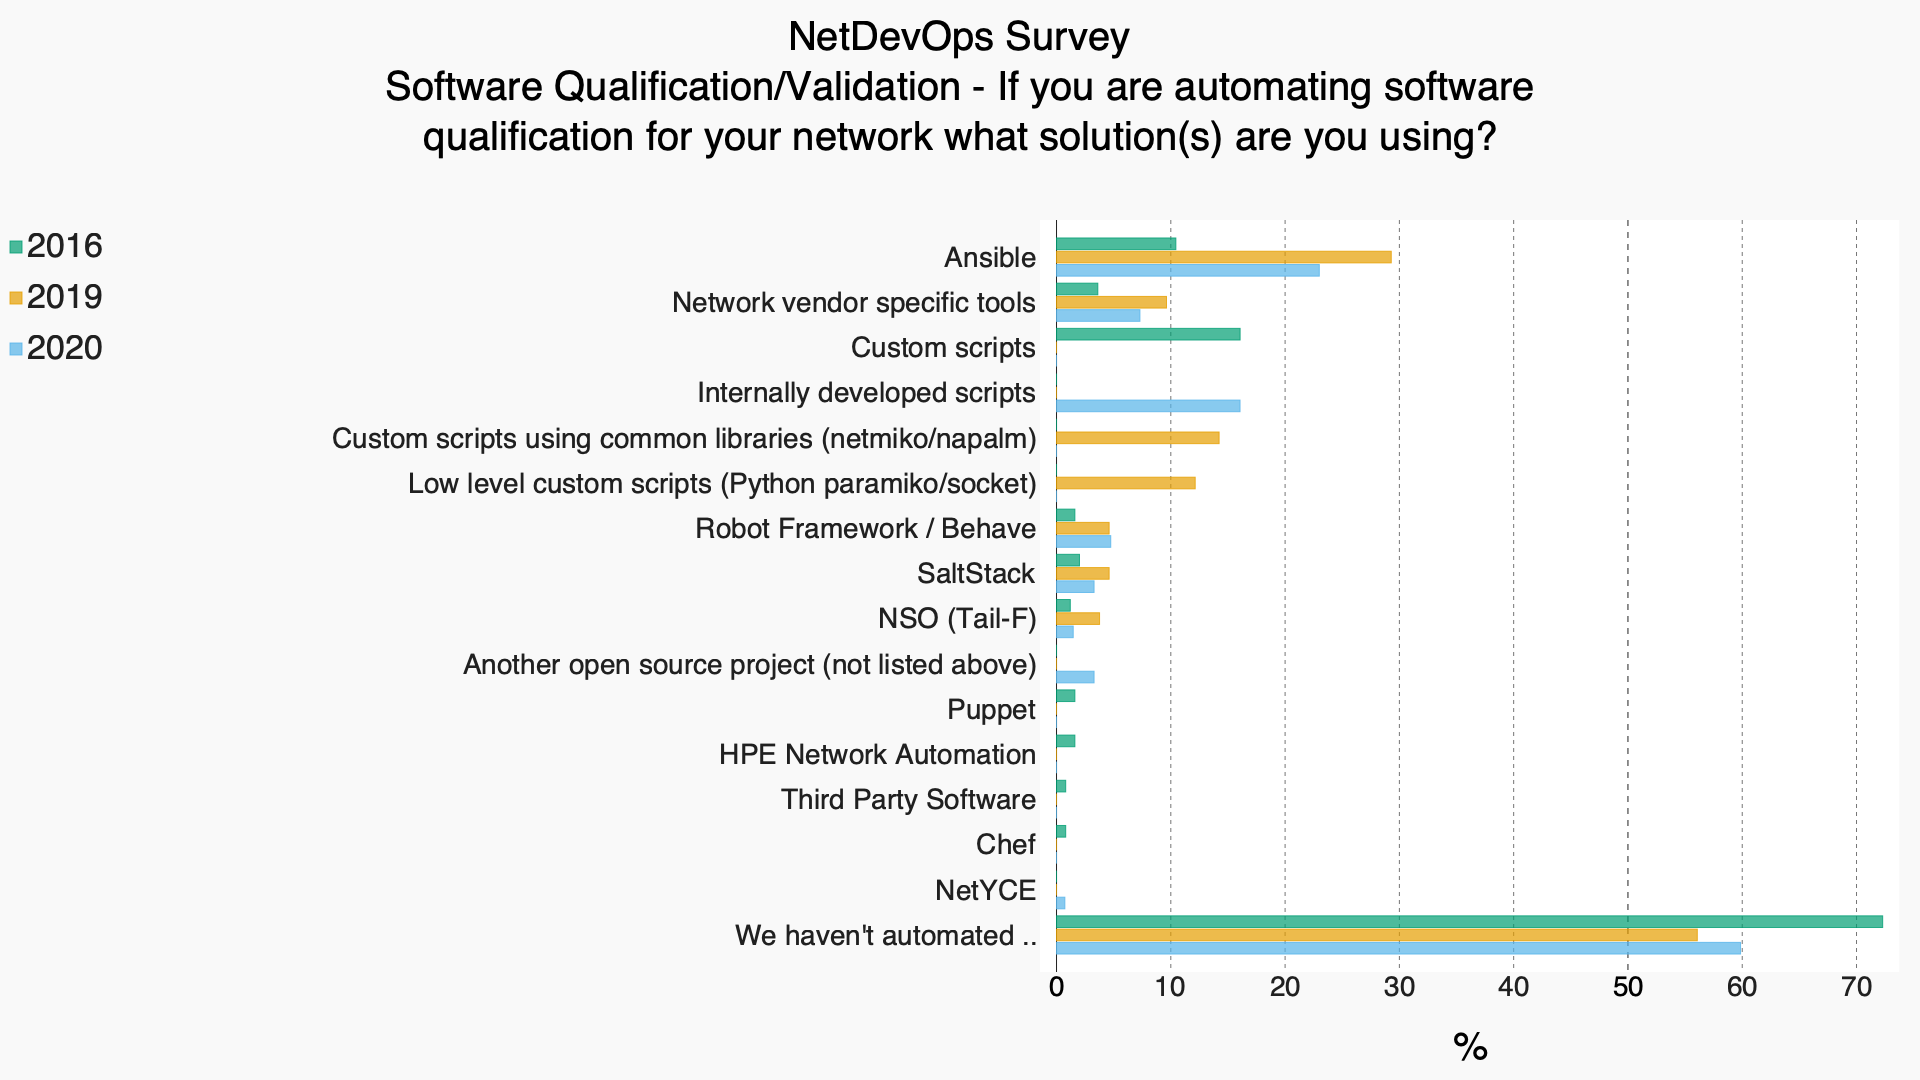 NetDevOps Survey
Software Qualification/Validation - If you are automating software
qualification for your network what solution(s) are you using?
2016
2019
2020
Ansible
Network vendor specific tools
Custom scripts
Internally developed scripts
Custom scripts using common libraries (netmiko/napalm)
Low level custom scripts (Python paramiko/socket)
Robot Framework / Behave
SaltStack
NSO (Tail-F)
Another open source project (not listed above)
Puppet
HPE Network Automation
Third Party Software
Chef
NetYCE
We haven't automated ..
0 10 20 30 40 50 60 70
%